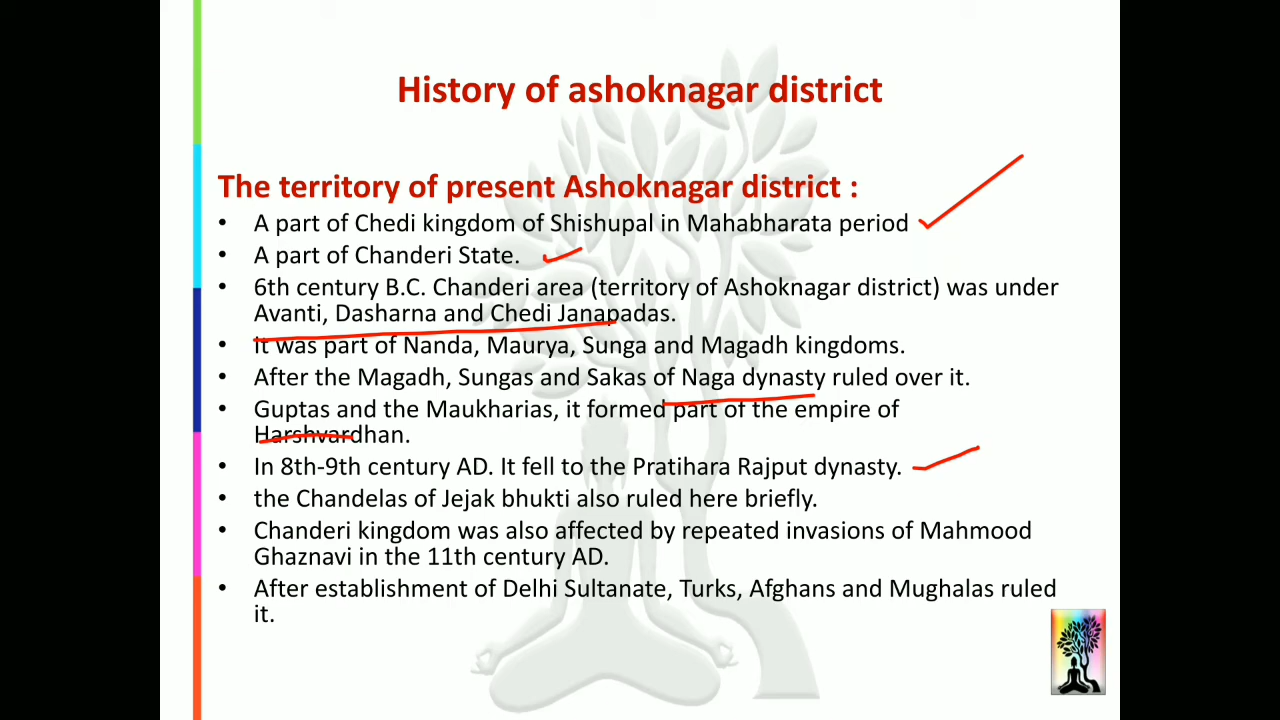 History of ashoknagar district
The territory of present Ashoknagar district :
• A part of Chedi kingdom of Shishupal in Mahabharata period
• A part of Chanderi State.
• 6th century B.C. Chanderi area (territory of Ashoknagar district) was under
Avanti, Dasharna and Chedi Janapadas.
• It was part of Nanda, Maurya, Sunga and Magadh kingdoms.
• After the Magadh, Sungas and Sakas of Naga dynasty ruled over it.
• Guptas and the Maukharias, it formed part of the empire of
Harshvardhan.
• In 8th-9th century AD. It fell to the Pratihara Rajput dynasty.
• the Chandelas of Jejak bhukti also ruled here briefly.
• Chanderi kingdom was also affected by repeated invasions of Mahmood
Ghaznavi in the 11th century AD.
• After establishment of Delhi Sultanate, Turks, Afghans and Mughalas ruled
it.